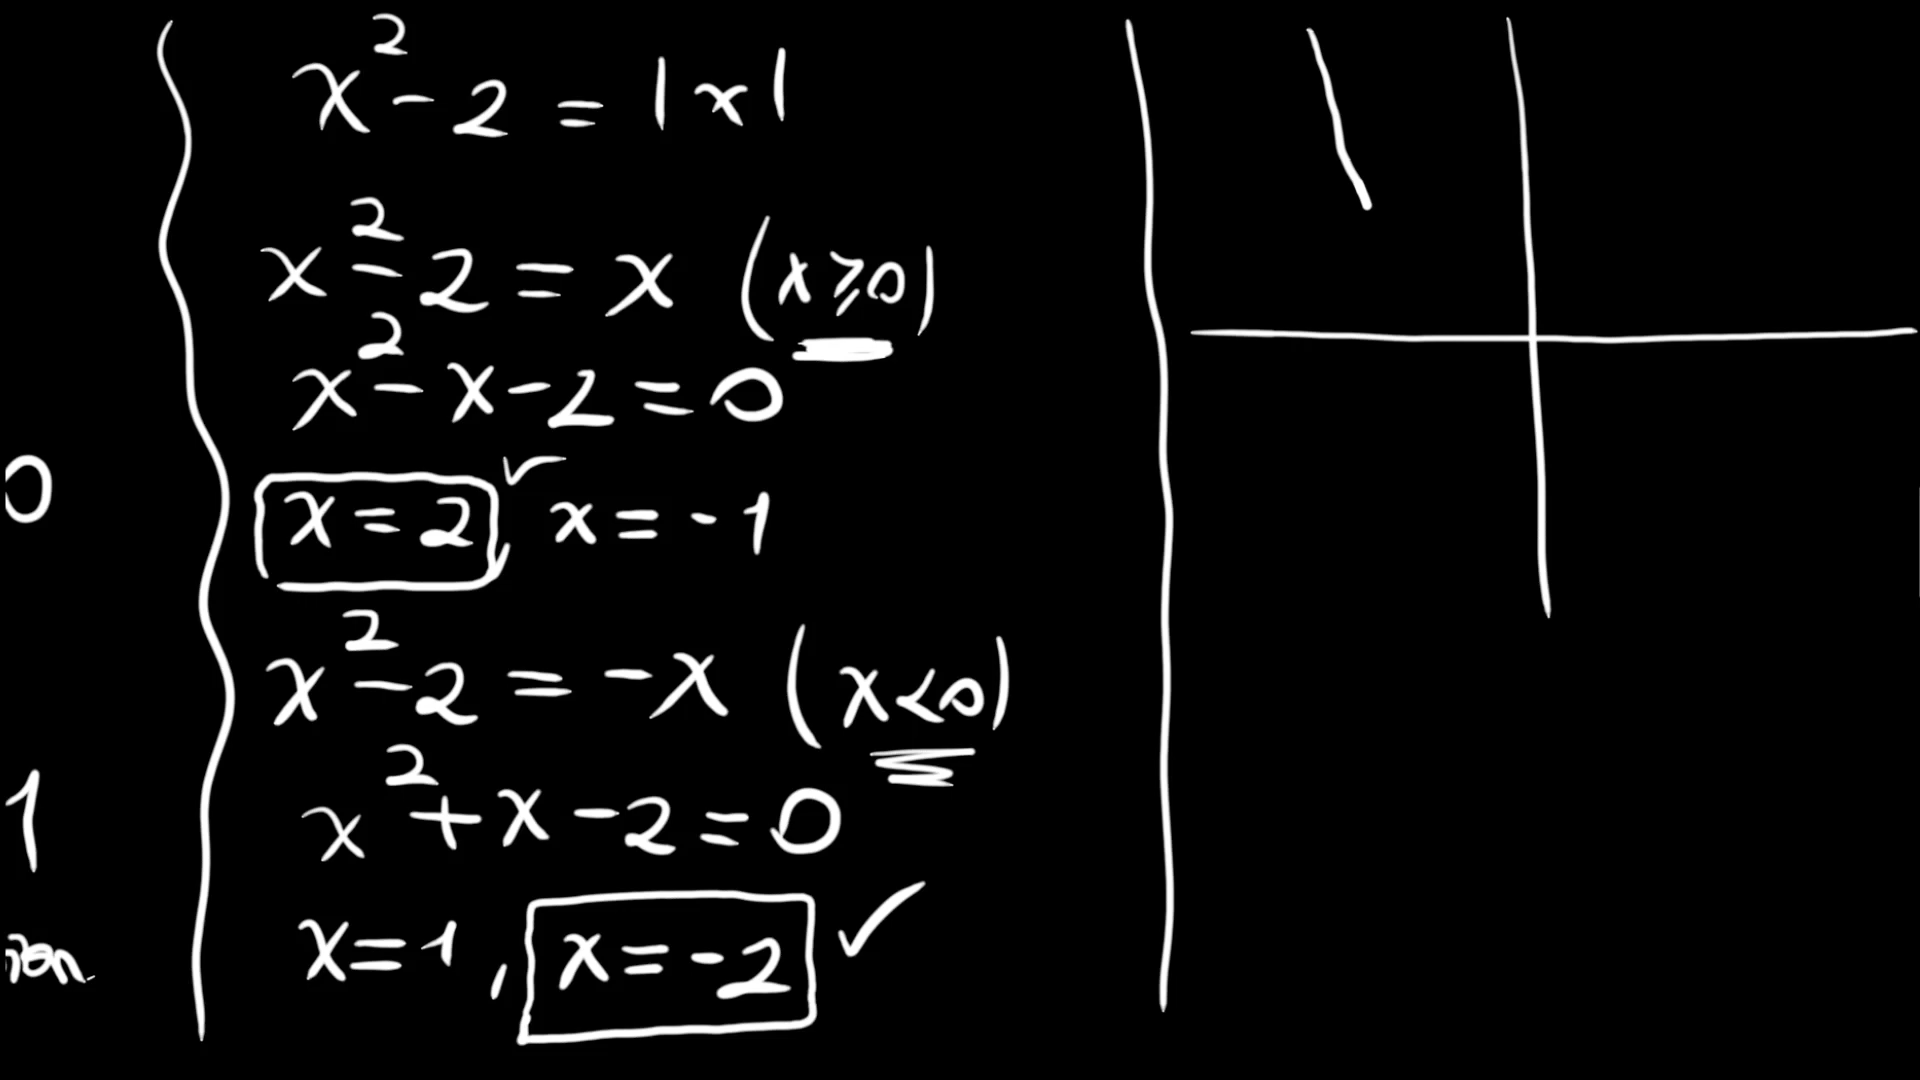 x² - 2 = |x|
x² - 2 = x (x ⩾ 0)
x² - x - 2 = 0
x = 2 ✓, x = -1
x² - 2 = -x (x < 0)
x² + x - 2 = 0
x = 1, x = -2 ✓
0
1